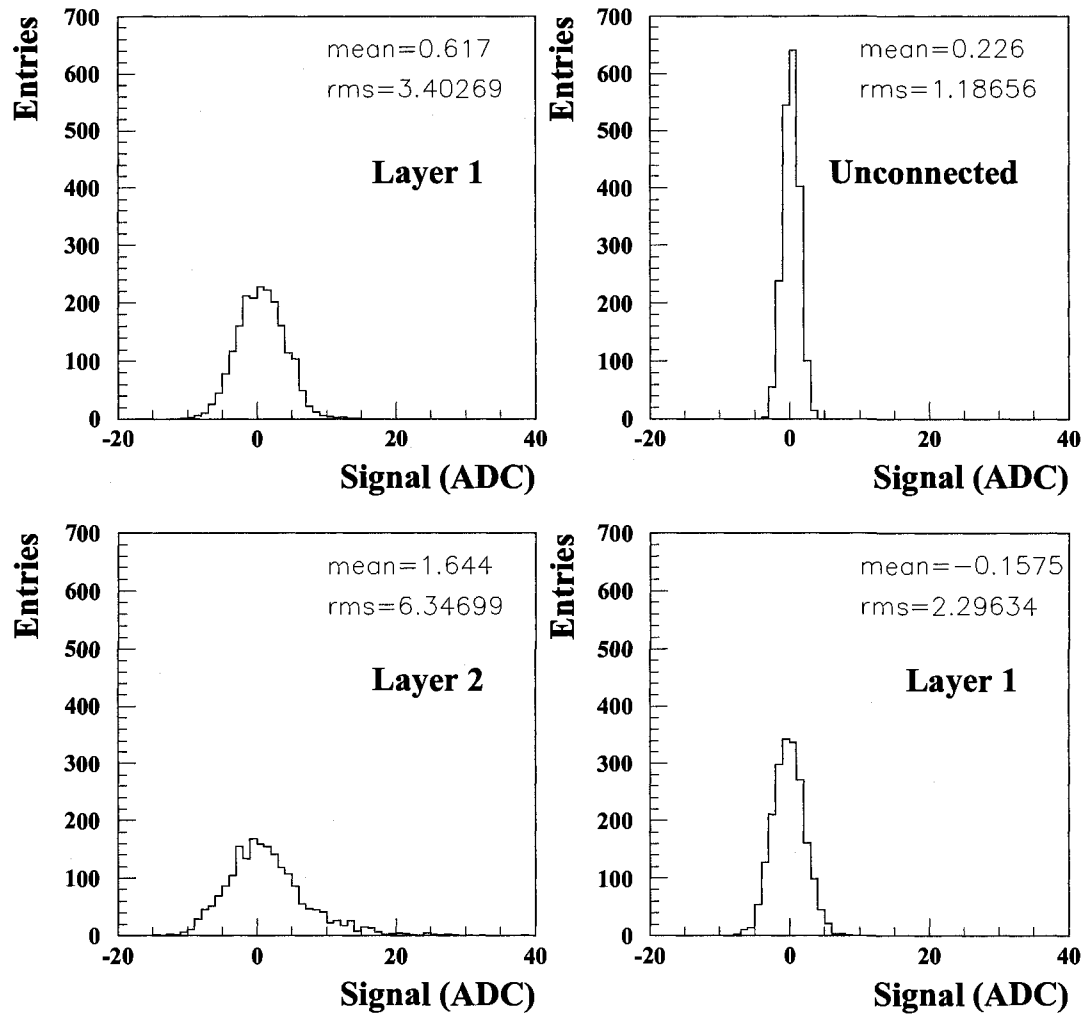 Entries
700
600
500
400
300
200
100
0
mean=0.617
rms=3.40269
Layer 1
-20 0 20 40
Signal (ADC)
Entries
700
600
500
400
300
200
100
0
mean=0.226
rms=1.18656
Unconnected
-20 0 20 40
Signal (ADC)
Entries
700
600
500
400
300
200
100
0
mean=1.644
rms=6.34699
Layer 2
-20 0 20 40
Signal (ADC)
Entries
700
600
500
400
300
200
100
0
mean=−0.1575
rms=2.29634
Layer 1
-20 0 20 40
Signal (ADC)